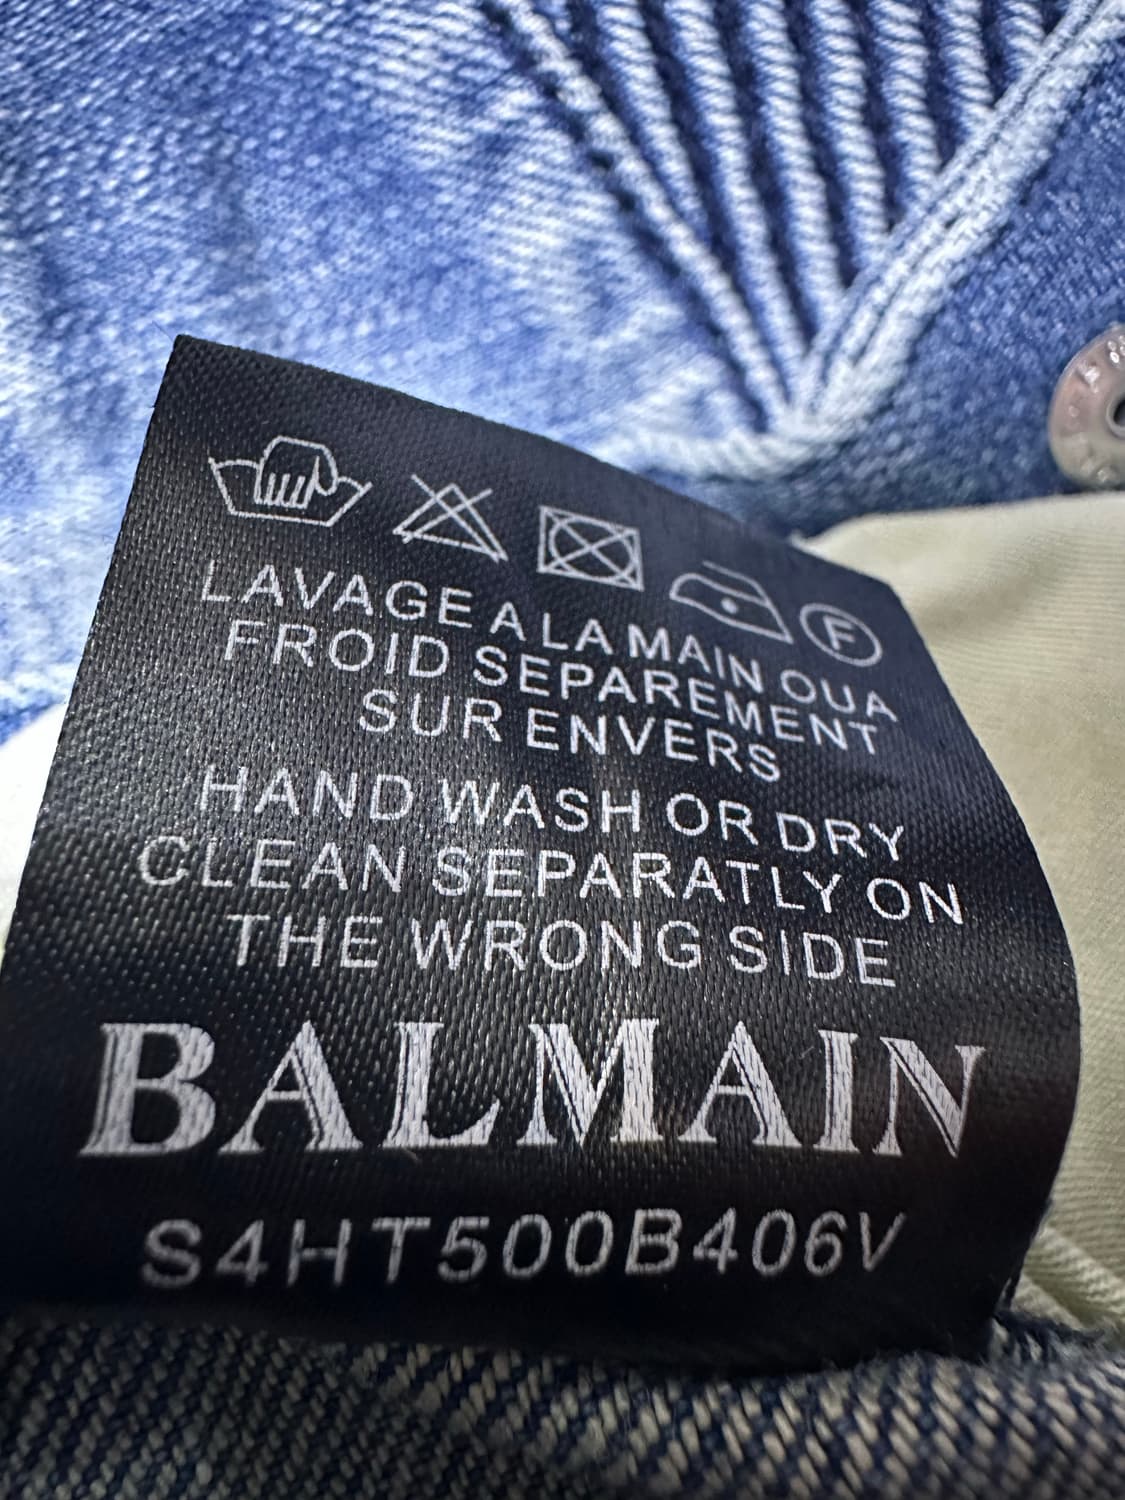 F
LAVAGE A LA MAIN OUA
FROID SEPAREMENT
SUR ENVERS
HAND WASH OR DRY
CLEAN SEPARATLY ON
THE WRONG SIDE
BALMAIN
S4HT500B406V